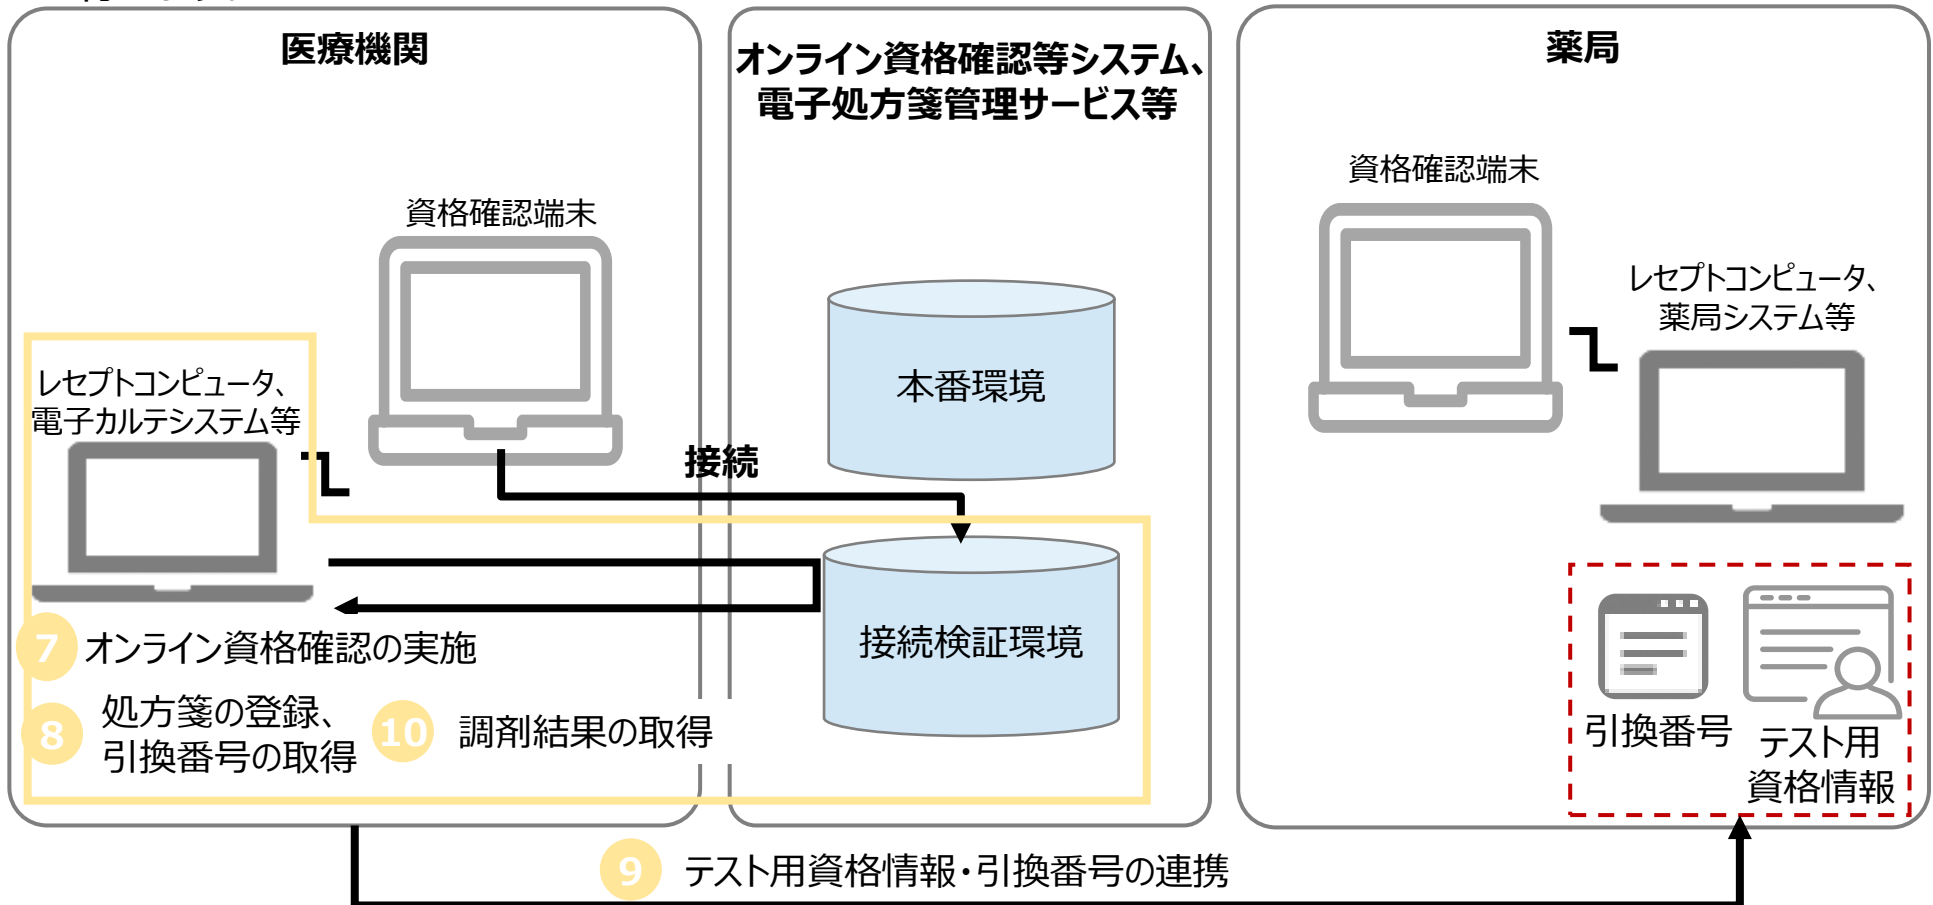 医療機関
オンライン資格確認等システム、
電子処方箋管理サービス等
薬局
資格確認端末
資格確認端末
レセプトコンピュータ、
薬局システム等
レセプトコンピュータ、
電子カルテシステム等
本番環境
接続
接続検証環境
7 オンライン資格確認の実施
8 処方箋の登録、
引換番号の取得
10 調剤結果の取得
引換番号
テスト用
資格情報
9 テスト用資格情報・引換番号の連携